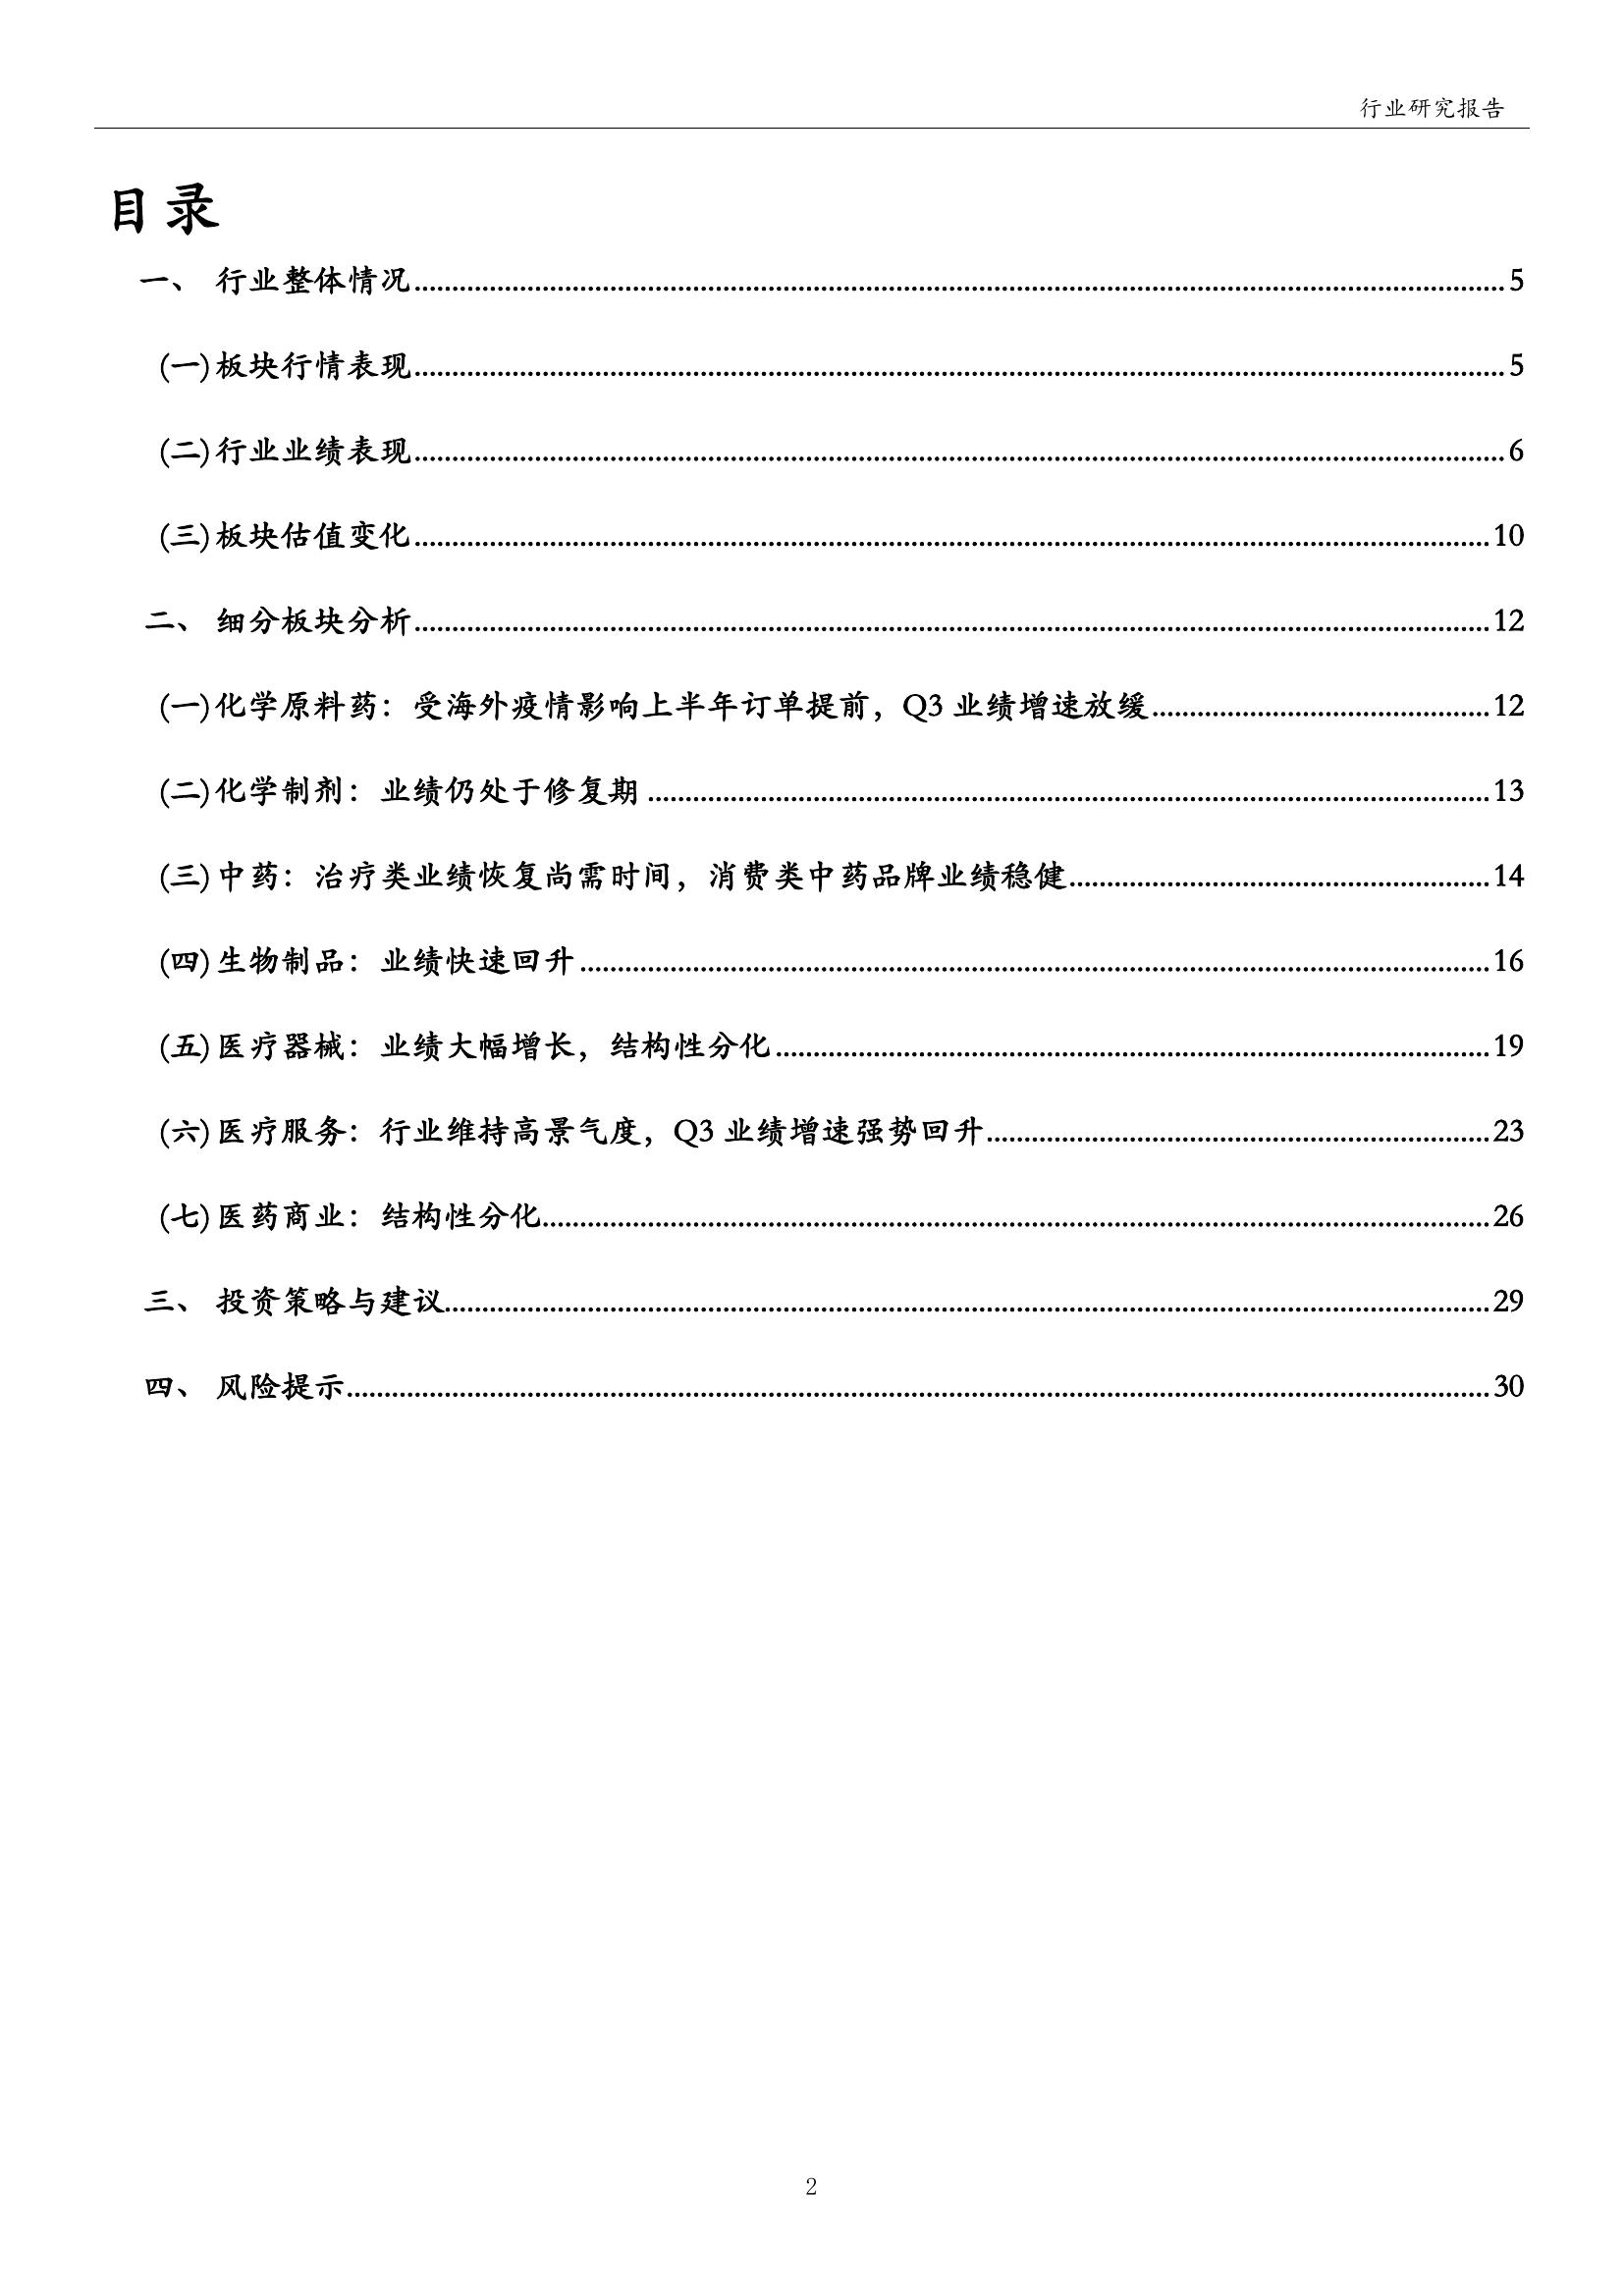 行业研究报告
目录
一、 行业整体情况........................................5
(一)板块行情表现........................................5
(二)行业业绩表现........................................6
(三)板块估值变化........................................10
二、 细分板块分析........................................12
(一)化学原料药：受海外疫情影响上半年订单提前，Q3 业绩增速放缓........................................12
(二)化学制剂：业绩仍处于修复期........................................13
(三)中药：治疗类业绩恢复尚需时间，消费类中药品牌业绩稳健........................................14
(四)生物制品：业绩快速回升........................................16
(五)医疗器械：业绩大幅增长，结构性分化........................................19
(六)医疗服务：行业维持高景气度，Q3 业绩增速强势回升........................................23
(七)医药商业：结构性分化........................................26
三、 投资策略与建议........................................29
四、 风险提示........................................30
2